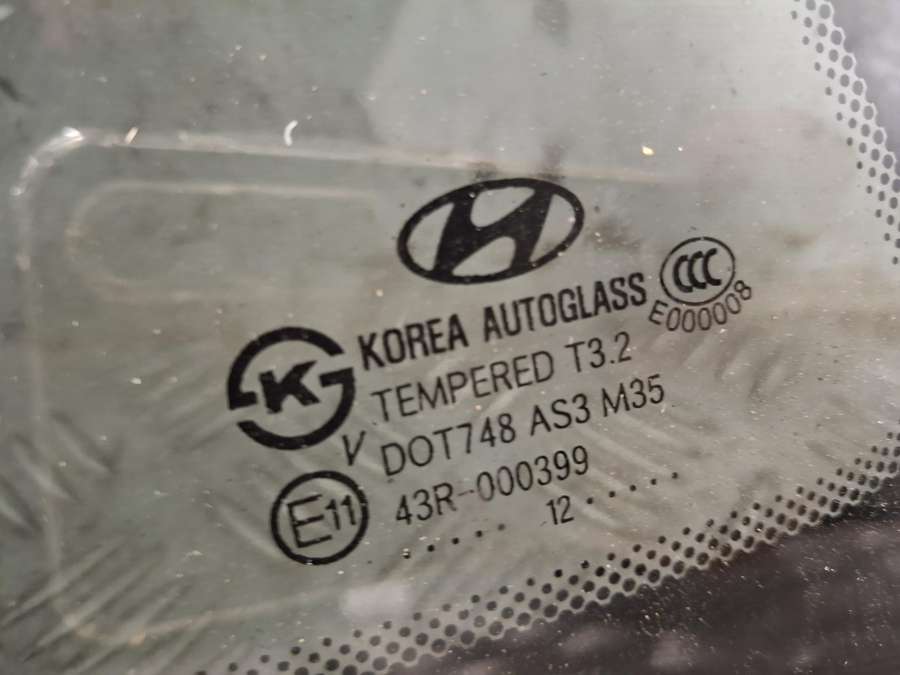 CCC
E000008
KOREA AUTOGLASS
K
TEMPERED T3.2
V DOT748 AS3 M35
E11 43R-000399
. . . . . 12 . . . . . .